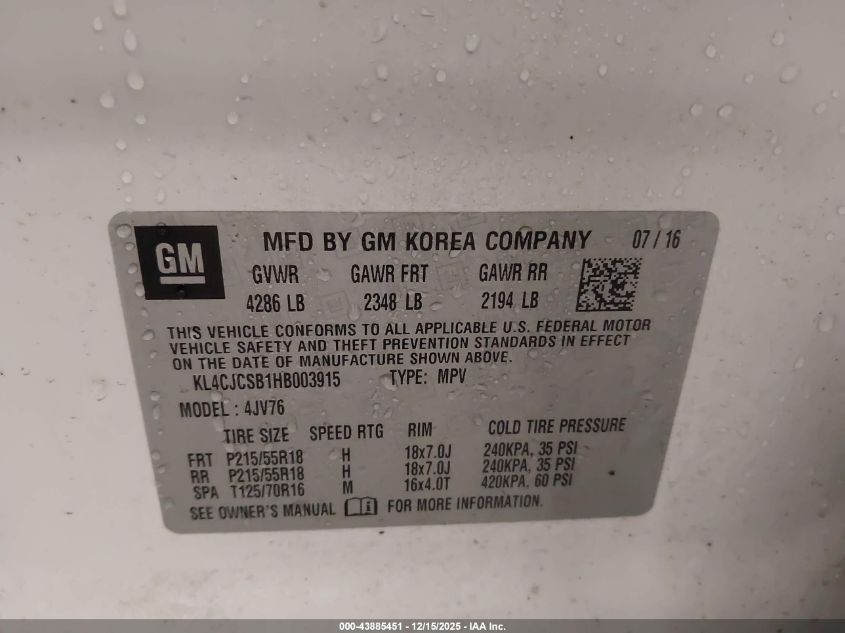 GM MFD BY GM KOREA COMPANY 07 / 16
GVWR GAWR FRT GAWR RR
4286 LB 2348 LB 2194 LB
THIS VEHICLE CONFORMS TO ALL APPLICABLE U.S. FEDERAL MOTOR
VEHICLE SAFETY AND THEFT PREVENTION STANDARDS IN EFFECT
ON THE DATE OF MANUFACTURE SHOWN ABOVE.
KL4CJCSB1HB003915 TYPE: MPV
MODEL : 4JV76
TIRE SIZE SPEED RTG RIM COLD TIRE PRESSURE
FRT P215/55R18 H 18x7.0J 240KPA, 35 PSI
RR P215/55R18 H 18x7.0J 240KPA, 35 PSI
SPA T125/70R16 M 16x4.0T 420KPA, 60 PSI
SEE OWNER'S MANUAL FOR MORE INFORMATION.
000-43885451 - 12/15/2025 - IAA Inc.